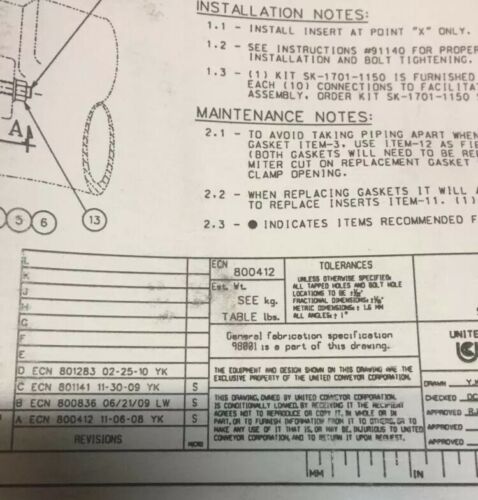 INSTALLATION NOTES:
1.1 - INSTALL INSERT AT POINT "X" ONLY.
1.2 - SEE INSTRUCTIONS #91140 FOR PROPER
INSTALLATION AND BOLT TIGHTENING.
1.3 - (1) KIT SK-1701-1150 IS FURNISHED
EACH (10) CONNECTIONS TO FACILITAT
ASSEMBLY. ORDER KIT SK-1701-1150
MAINTENANCE NOTES:
2.1 - TO AVOID TAKING PIPING APART WHEN
GASKET ITEM-3. USE ITEM-12 AS FIE
(BOTH GASKETS WILL NEED TO BE REP
MITER CUT ON REPLACEMENT GASKET
CLAMP OPENING.
2.2 - WHEN REPLACING GASKETS IT WILL A
TO REPLACE INSERTS ITEM-11. (1)
2.3 - ● INDICATES ITEMS RECOMMENDED F
A
5 6 13
L
K
J
H
G
F
E
D ECN 801283 02-25-10 YK
C ECN 801141 11-30-09 YK S
B ECN 800836 06/21/09 LW S
A ECN 800412 11-06-08 YK S
REVISIONS MICRO
ECN
800412
Est. Wt.
SEE kg.
TABLE lbs.
TOLERANCES
UNLESS OTHERWISE SPECIFIED:
ALL TAPPED HOLES AND BOLT HOLE
LOCATIONS TO BE
FRACTIONAL DIMENSIONS:
METRIC DIMENSIONS: ± 1.6 MM
ALL ANGLES: ± 1°
General fabrication specification
98001 is a part of this drawing.
THE EQUIPMENT AND DESIGN SHOWN ON THIS DRAWING ARE THE
EXCLUSIVE PROPERTY OF THE UNITED CONVEYOR CORPORATION.
THIS DRAWING, OWNED BY UNITED CONVEYOR CORPORATION,
IS CONDITIONALLY LOANED. BY RECEIVING IT THE RECIPIENT
AGREES NOT TO REPRODUCE OR COPY IT, IN WHOLE OR IN
PART, OR TO FURNISH INFORMATION FROM IT TO OTHERS, OR TO
MAKE ANY USE OF IT THAT IS, OR MAY BE, INJURIOUS TO UNITED
CONVEYOR CORPORATION, AND TO RETURN IT UPON REQUEST.
UNITE
DRAWN Y.K
CHECKED DC
APPROVED RJ
APPROVED
APPROVED
MM IN